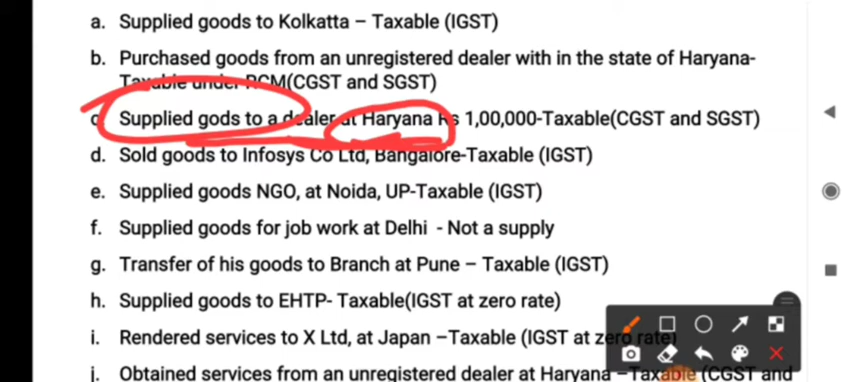 a. Supplied goods to Kolkatta – Taxable (IGST)
b. Purchased goods from an unregistered dealer with in the state of Haryana-
Taxable under RCM(CGST and SGST)
c. Supplied gods to a dealer at Haryana Rs 1,00,000-Taxable(CGST and SGST)
d. Sold goods to Infosys Co Ltd, Bangalore-Taxable (IGST)
e. Supplied goods NGO, at Noida, UP-Taxable (IGST)
f. Supplied goods for job work at Delhi - Not a supply
g. Transfer of his goods to Branch at Pune – Taxable (IGST)
h. Supplied goods to EHTP- Taxable(IGST at zero rate)
i. Rendered services to X Ltd, at Japan –Taxable (IGST at zero rate)
j. Obtained services from an unregistered dealer at Haryana –Taxable (CGST and